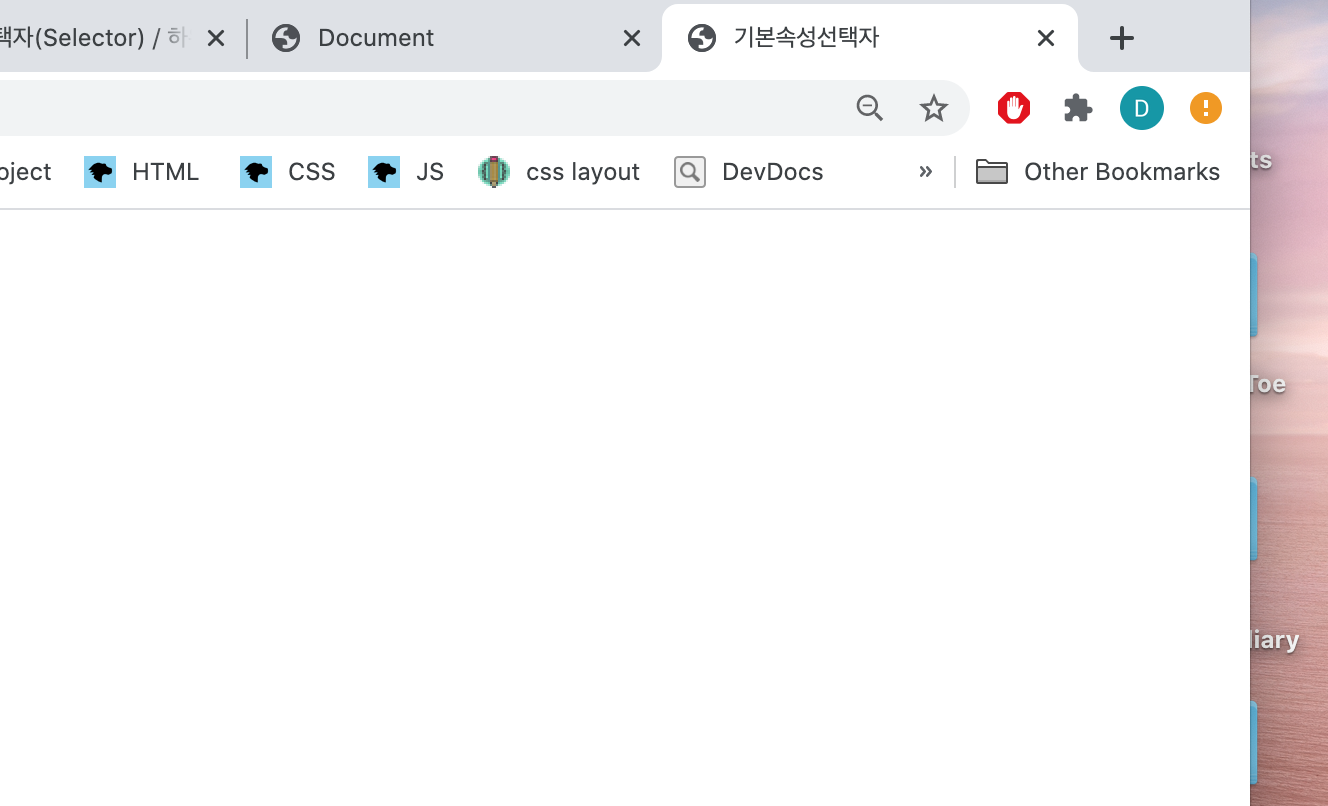 택자(Selector) / 하
Document
기본속성선택자
D
oject
HTML
CSS
JS
css layout
DevDocs
»
Other Bookmarks
ts
Toe
diary